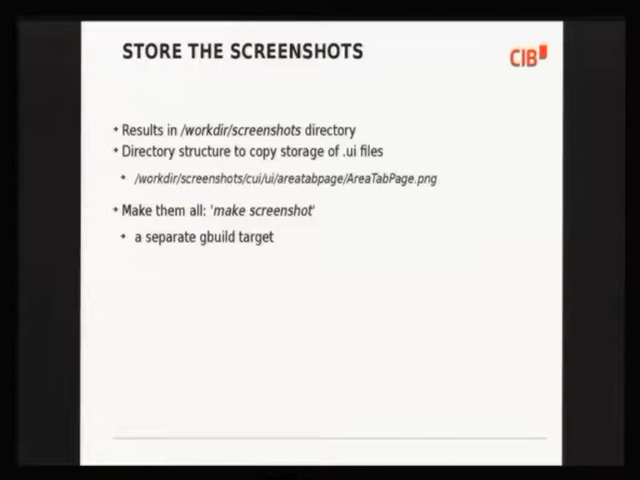 STORE THE SCREENSHOTS
CIB
Results in /workdir/screenshots directory
Directory structure to copy storage of .ui files
/workdir/screenshots/cui/ui/areatabpage/AreaTabPage.png
Make them all: 'make screenshot'
a separate gbuild target